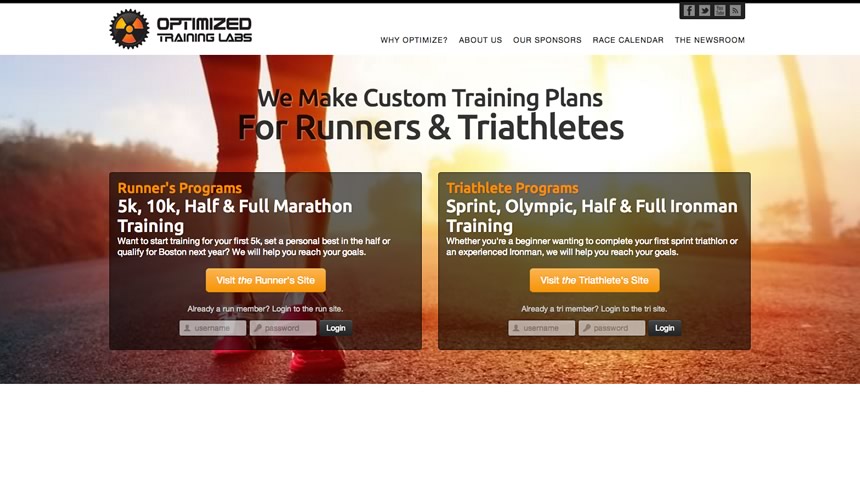 OPTIMIZED
TRAINING LABS
WHY OPTIMIZE? ABOUT US OUR SPONSORS RACE CALENDAR THE NEWSROOM
We Make Custom Training Plans
For Runners & Triathletes
Runner's Programs
5k, 10k, Half & Full Marathon
Training
Want to start training for your first 5k, set a personal best in the half or
qualify for Boston next year? We will help you reach your goals.
Visit the Runner's Site
Already a run member? Login to the run site.
username password Login
Triathlete Programs
Sprint, Olympic, Half & Full Ironman
Training
Whether you're a beginner wanting to complete your first sprint triathlon or
an experienced Ironman, we will help you reach your goals.
Visit the Triathlete's Site
Already a tri member? Login to the tri site.
username password Login